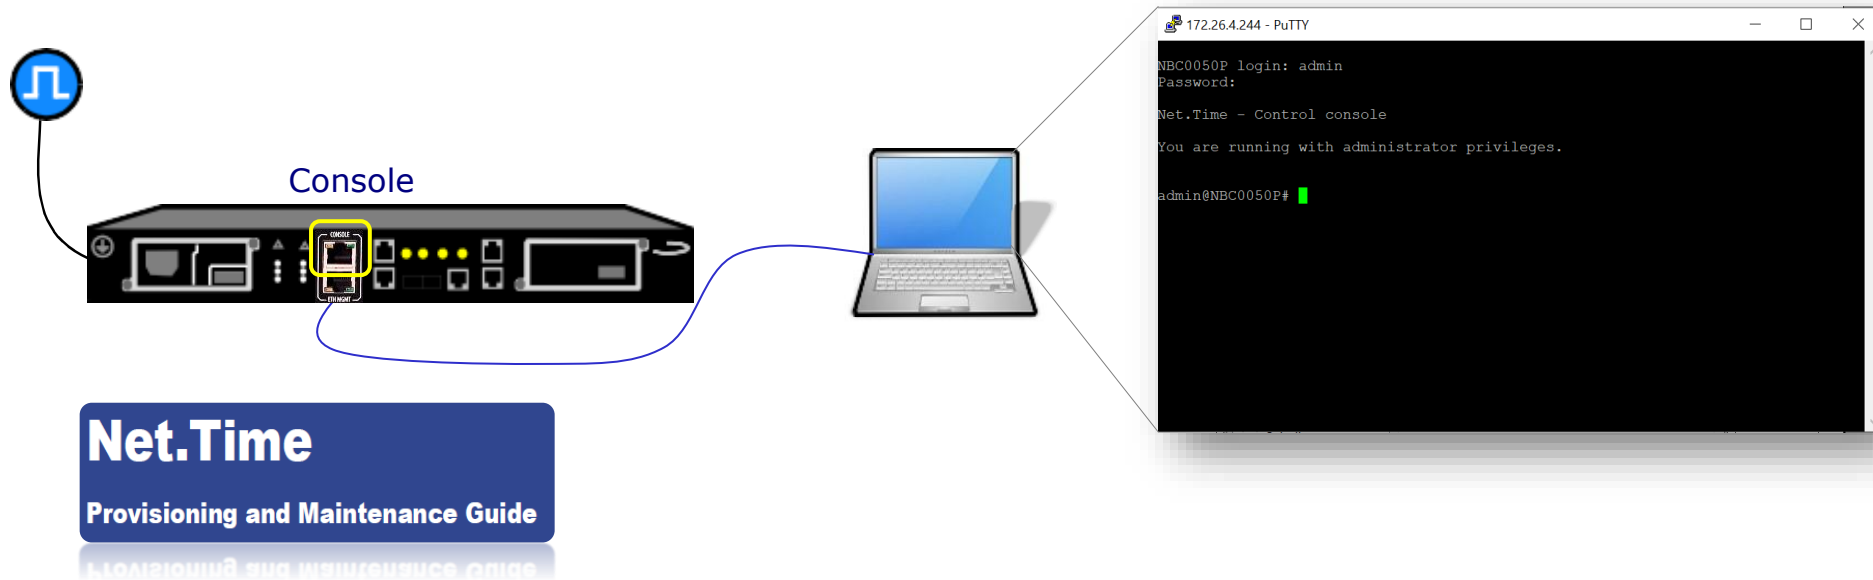 172.26.4.244 - PuTTY
NBC0050P login: admin
Password:
Net.Time - Control console
You are running with administrator privileges.
admin@NBC0050P#
Console
CONSOLE
ETH MGMT
Net.Time
Provisioning and Maintenance Guide